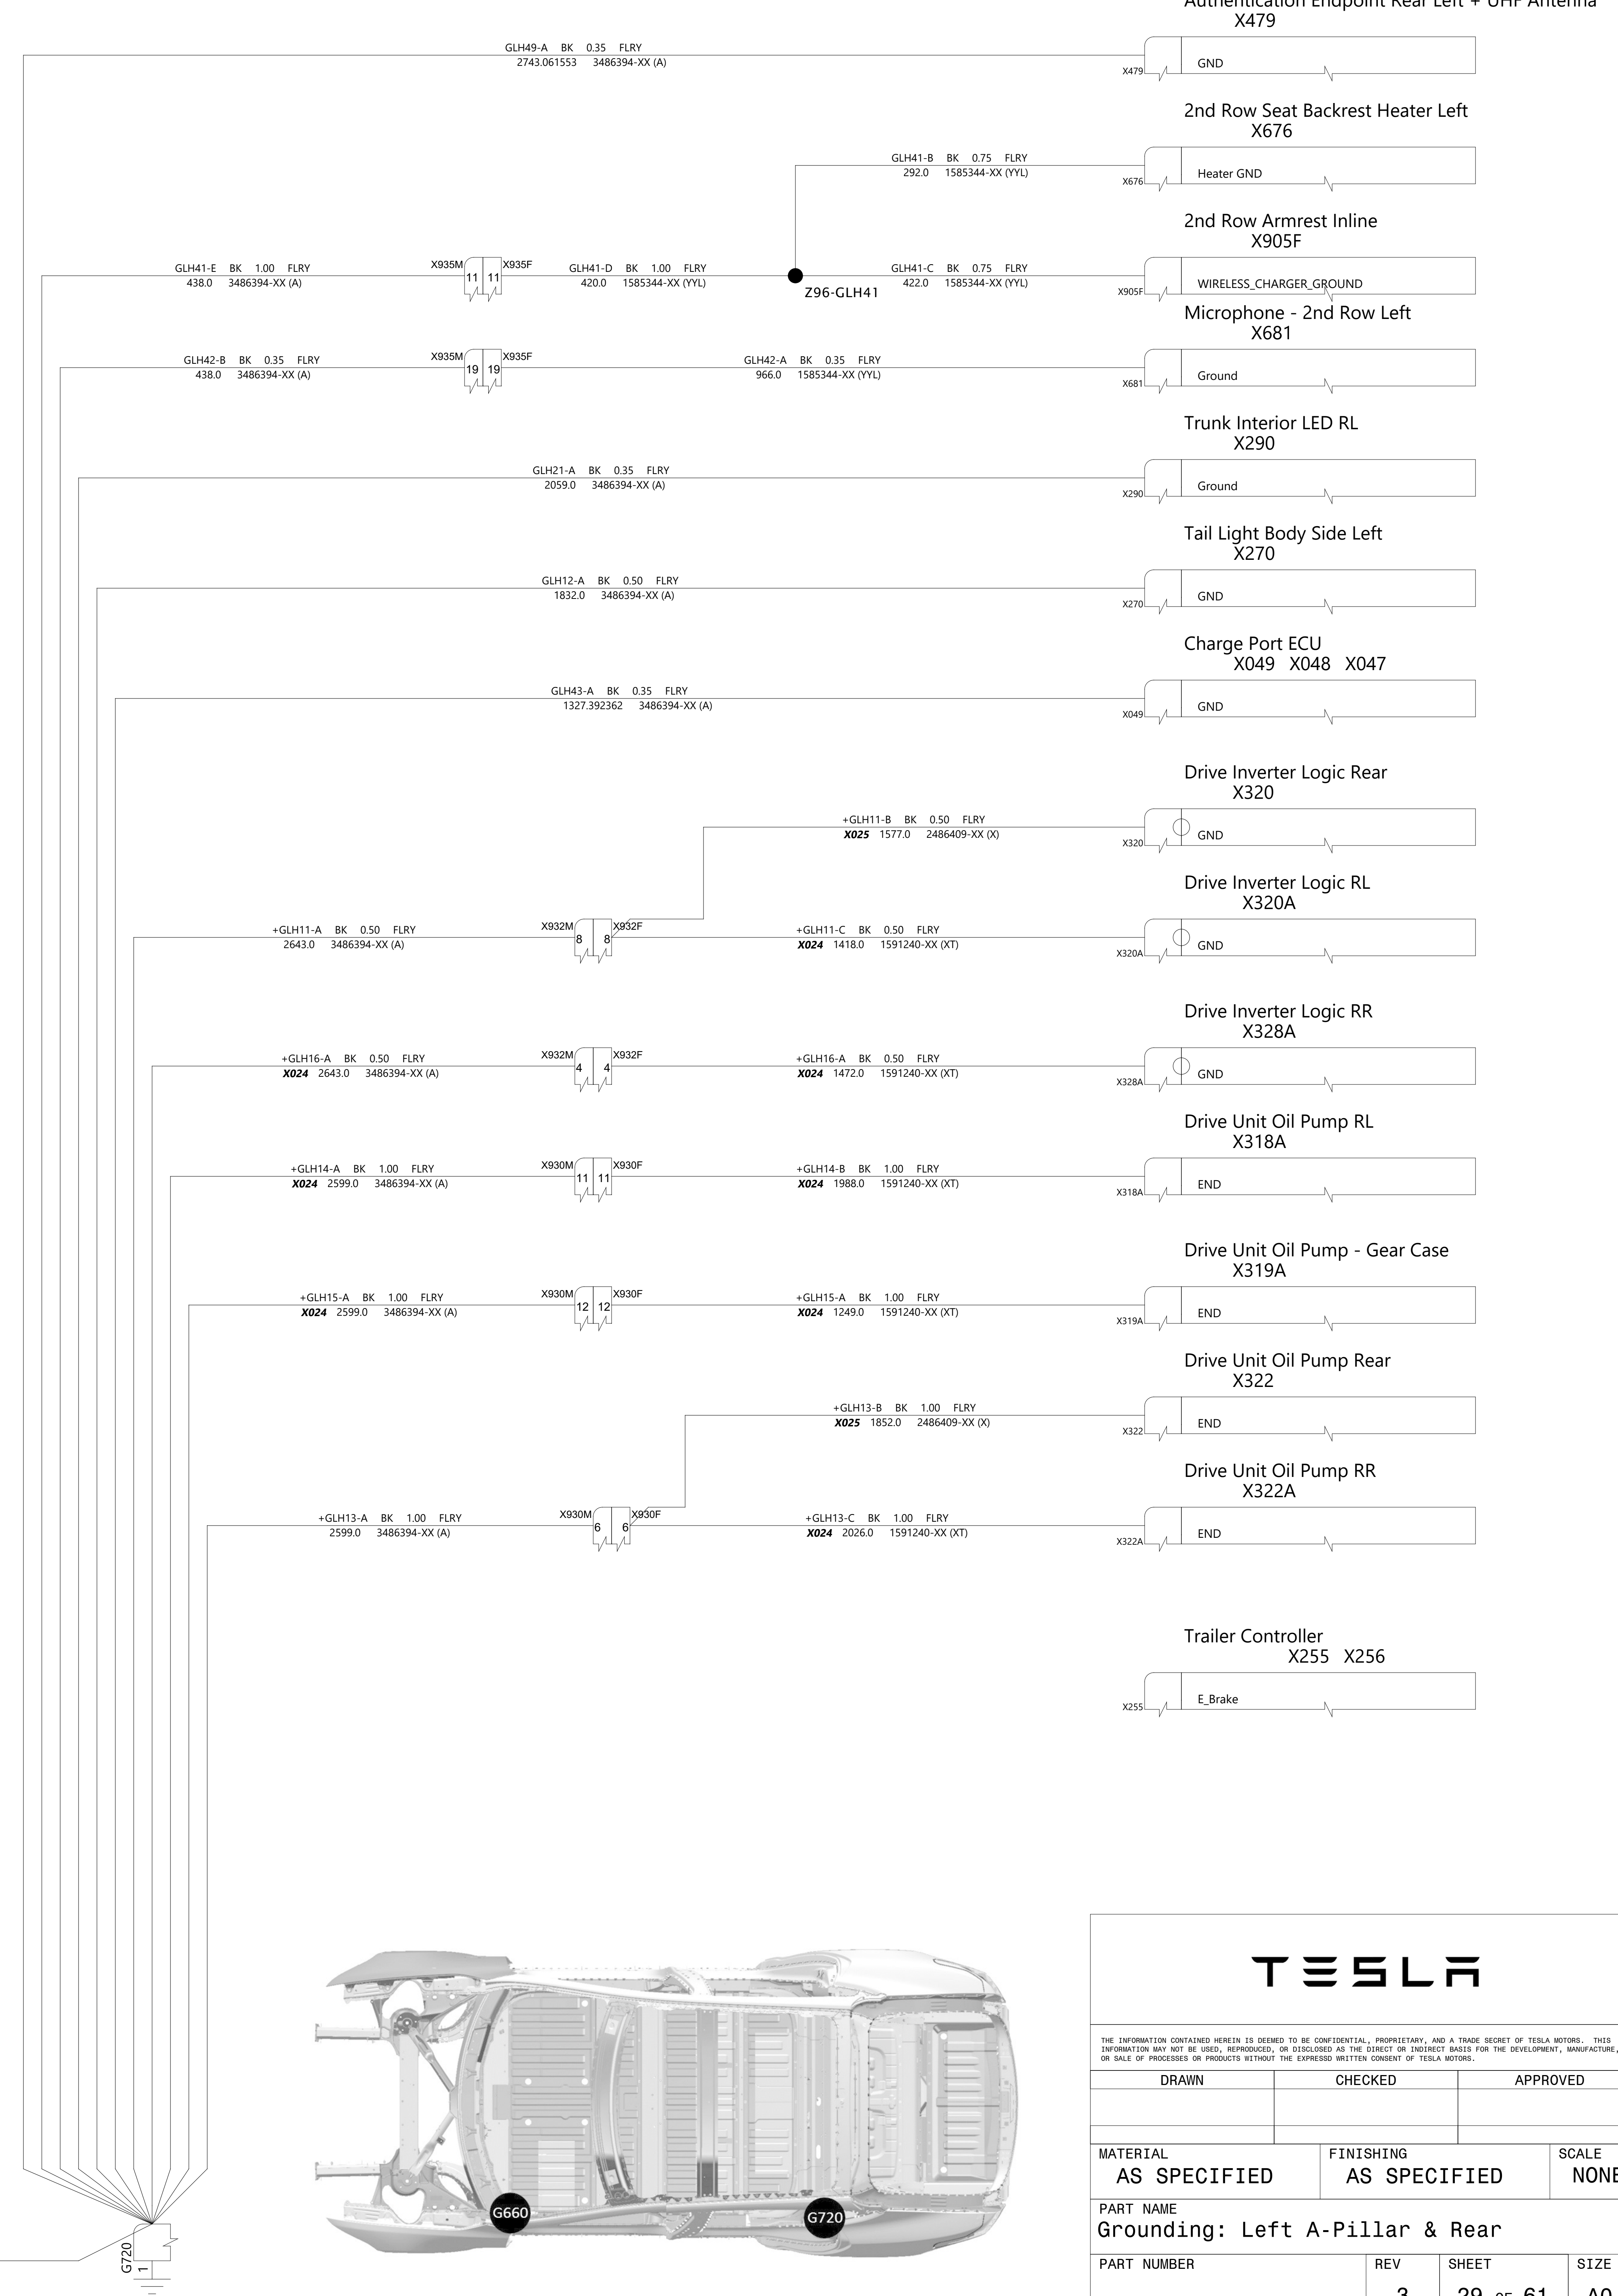 Authentication Endpoint Rear Left + UHF Antenna
X479
GLH49-A BK 0.35 FLRY
2743.061553 3486394-XX (A)
X479
GND
2nd Row Seat Backrest Heater Left
X676
GLH41-B BK 0.75 FLRY
292.0 1585344-XX (YYL)
X676
Heater GND
2nd Row Armrest Inline
X905F
GLH41-E BK 1.00 FLRY
438.0 3486394-XX (A)
X935M 11 11 X935F
GLH41-D BK 1.00 FLRY
420.0 1585344-XX (YYL)
Z96-GLH41
GLH41-C BK 0.75 FLRY
422.0 1585344-XX (YYL)
X905F
WIRELESS_CHARGER_GROUND
Microphone - 2nd Row Left
X681
GLH42-B BK 0.35 FLRY
438.0 3486394-XX (A)
X935M 19 19 X935F
GLH42-A BK 0.35 FLRY
966.0 1585344-XX (YYL)
X681
Ground
Trunk Interior LED RL
X290
GLH21-A BK 0.35 FLRY
2059.0 3486394-XX (A)
X290
Ground
Tail Light Body Side Left
X270
GLH12-A BK 0.50 FLRY
1832.0 3486394-XX (A)
X270
GND
Charge Port ECU
X049 X048 X047
GLH43-A BK 0.35 FLRY
1327.392362 3486394-XX (A)
X049
GND
Drive Inverter Logic Rear
X320
+GLH11-B BK 0.50 FLRY
X025 1577.0 2486409-XX (X)
X320
GND
Drive Inverter Logic RL
X320A
+GLH11-A BK 0.50 FLRY
2643.0 3486394-XX (A)
X932M 8 8 X932F
+GLH11-C BK 0.50 FLRY
X024 1418.0 1591240-XX (XT)
X320A
GND
Drive Inverter Logic RR
X328A
+GLH16-A BK 0.50 FLRY
X024 2643.0 3486394-XX (A)
X932M 4 4 X932F
+GLH16-A BK 0.50 FLRY
X024 1472.0 1591240-XX (XT)
X328A
GND
Drive Unit Oil Pump RL
X318A
+GLH14-A BK 1.00 FLRY
X024 2599.0 3486394-XX (A)
X930M 11 11 X930F
+GLH14-B BK 1.00 FLRY
X024 1988.0 1591240-XX (XT)
X318A
END
Drive Unit Oil Pump - Gear Case
X319A
+GLH15-A BK 1.00 FLRY
X024 2599.0 3486394-XX (A)
X930M 12 12 X930F
+GLH15-A BK 1.00 FLRY
X024 1249.0 1591240-XX (XT)
X319A
END
Drive Unit Oil Pump Rear
X322
+GLH13-B BK 1.00 FLRY
X025 1852.0 2486409-XX (X)
X322
END
Drive Unit Oil Pump RR
X322A
+GLH13-A BK 1.00 FLRY
2599.0 3486394-XX (A)
X930M 6 6 X930F
+GLH13-C BK 1.00 FLRY
X024 2026.0 1591240-XX (XT)
X322A
END
Trailer Controller
X255 X256
X255
E_Brake
G660
G720
G720
1
TESLA
THE INFORMATION CONTAINED HEREIN IS DEEMED TO BE CONFIDENTIAL, PROPRIETARY, AND A TRADE SECRET OF TESLA MOTORS. THIS
INFORMATION MAY NOT BE USED, REPRODUCED, OR DISCLOSED AS THE DIRECT OR INDIRECT BASIS FOR THE DEVELOPMENT, MANUFACTURE,
OR SALE OF PROCESSES OR PRODUCTS WITHOUT THE EXPRESSD WRITTEN CONSENT OF TESLA MOTORS.
DRAWN CHECKED APPROVED
MATERIAL FINISHING SCALE
AS SPECIFIED AS SPECIFIED NONE
PART NAME
Grounding: Left A-Pillar & Rear
PART NUMBER REV SHEET SIZE
3 29 OF 61 A0